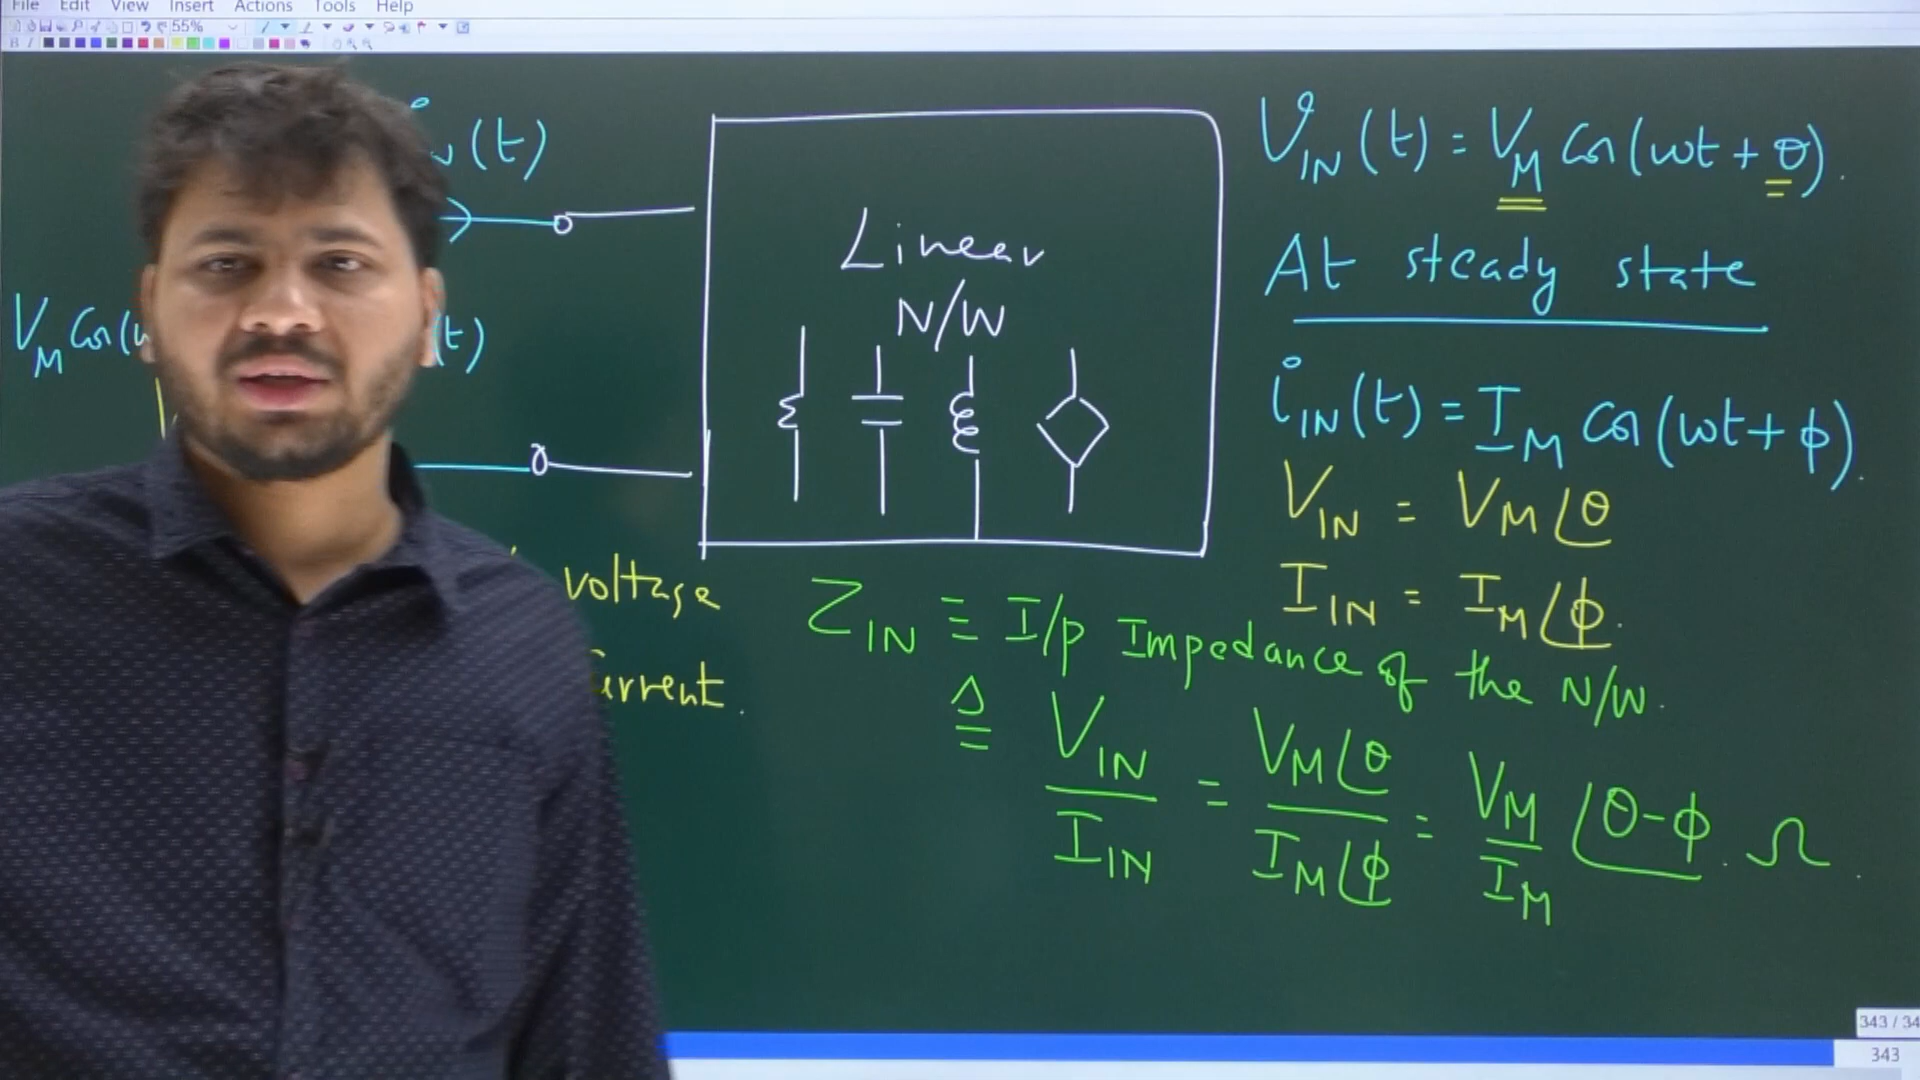 File Edit View Insert Actions Tools Help
55%
B I
(t)
V_M Cos(
(t)
Linear
N/W
voltage
current.
V_IN(t) = V_M Cos(ωt + θ).
At steady state
i_IN(t) = I_M Cos(ωt + φ).
V_IN = V_M∠θ
I_IN = I_M∠φ.
Z_IN ≡ I/p Impedance of the N/W.
≜ V_IN / I_IN = V_M∠θ / I_M∠φ = V_M / I_M ∠θ-φ. Ω.
343 / 34
343